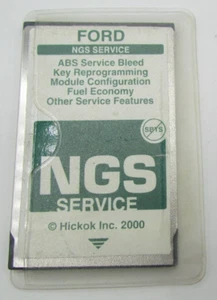 FORD
NGS SERVICE
ABS Service Bleed
Key Reprogramming
Module Configuration
Fuel Economy
Other Service Features
SBTS
NGS
SERVICE
© Hickok Inc. 2000